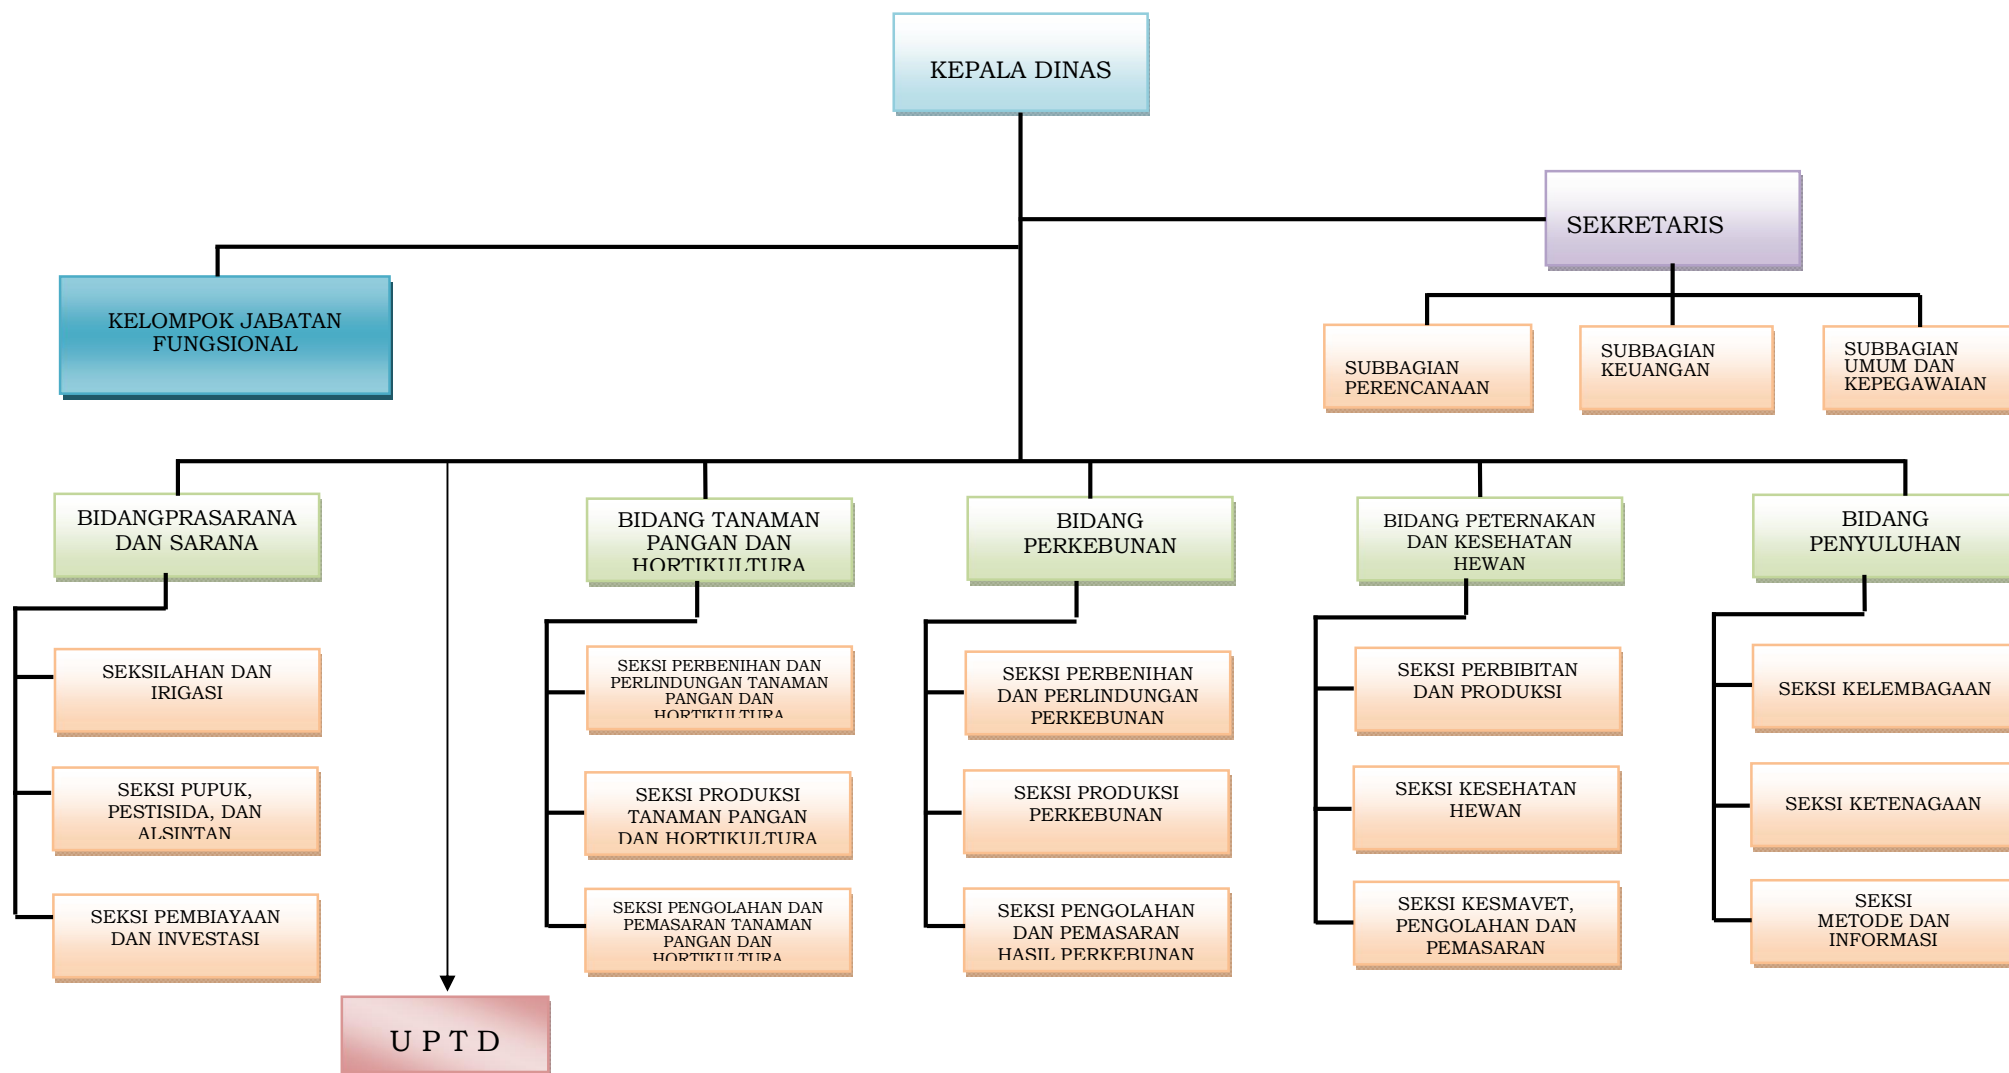 KEPALA DINAS
SEKRETARIS
KELOMPOK JABATAN
FUNGSIONAL
SUBBAGIAN
PERENCANAAN
SUBBAGIAN
KEUANGAN
SUBBAGIAN
UMUM DAN
KEPEGAWAIAN
BIDANGPRASARANA
DAN SARANA
BIDANG TANAMAN
PANGAN DAN
HORTIKULTURA
BIDANG
PERKEBUNAN
BIDANG PETERNAKAN
DAN KESEHATAN
HEWAN
BIDANG
PENYULUHAN
SEKSILAHAN DAN
IRIGASI
SEKSI PERBENIHAN DAN
PERLINDUNGAN TANAMAN
PANGAN DAN
HORTIKULTURA
SEKSI PERBENIHAN
DAN PERLINDUNGAN
PERKEBUNAN
SEKSI PERBIBITAN
DAN PRODUKSI
SEKSI KELEMBAGAAN
SEKSI PUPUK,
PESTISIDA, DAN
ALSINTAN
SEKSI PRODUKSI
TANAMAN PANGAN
DAN HORTIKULTURA
SEKSI PRODUKSI
PERKEBUNAN
SEKSI KESEHATAN
HEWAN
SEKSI KETENAGAAN
SEKSI PEMBIAYAAN
DAN INVESTASI
SEKSI PENGOLAHAN DAN
PEMASARAN TANAMAN
PANGAN DAN
HORTIKULTURA
SEKSI PENGOLAHAN
DAN PEMASARAN
HASIL PERKEBUNAN
SEKSI KESMAVET,
PENGOLAHAN DAN
PEMASARAN
SEKSI
METODE DAN
INFORMASI
U P T D